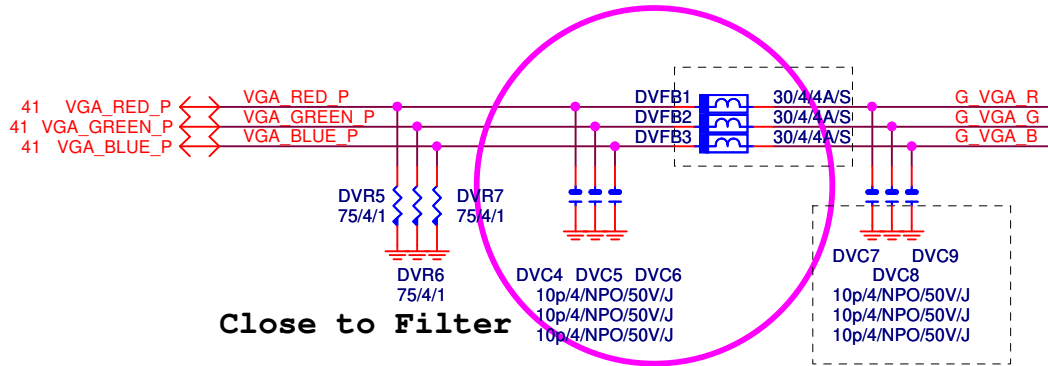 DVFB1 30/4/4A/S
41 VGA_RED_P VGA_RED_P G_VGA_R
DVFB2 30/4/4A/S
41 VGA_GREEN_P VGA_GREEN_P G_VGA_G
DVFB3 30/4/4A/S
41 VGA_BLUE_P VGA_BLUE_P G_VGA_B
DVR5 DVR7
75/4/1 75/4/1
DVC7 DVC9
DVR6 DVC4 DVC5 DVC6 DVC8
75/4/1 10p/4/NPO/50V/J 10p/4/NPO/50V/J
Close to Filter 10p/4/NPO/50V/J 10p/4/NPO/50V/J
10p/4/NPO/50V/J 10p/4/NPO/50V/J